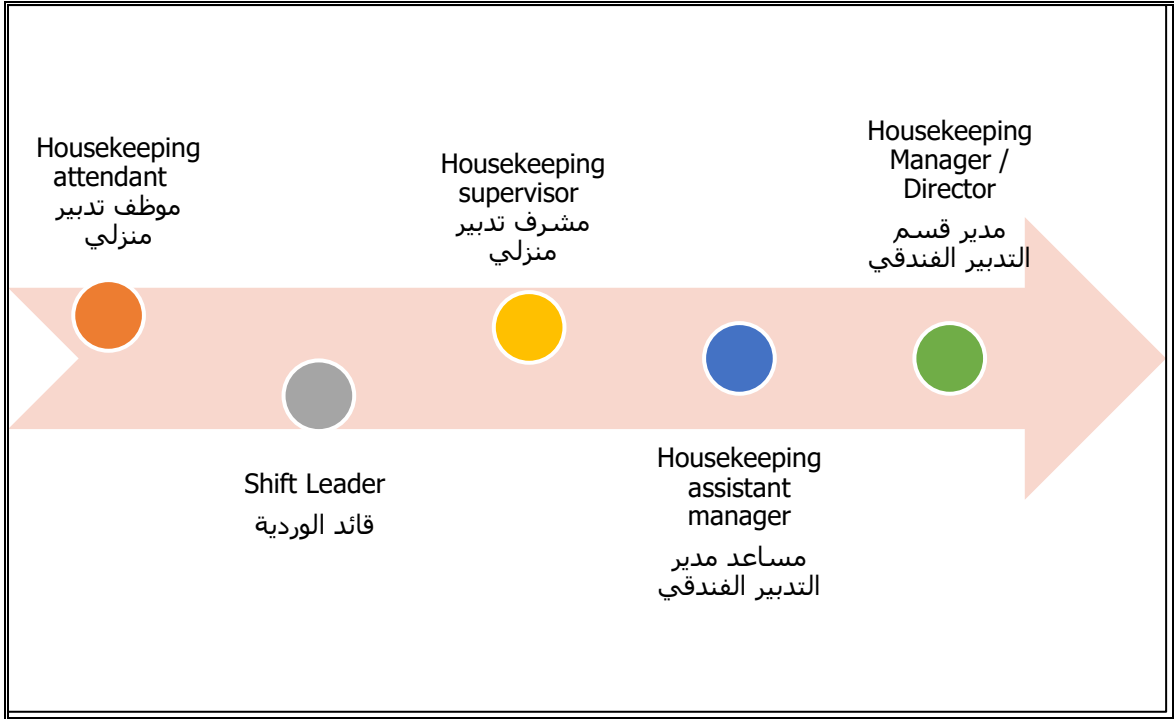 Housekeeping
attendant
موظف تدبير
منزلي
Shift Leader
قائد الوردية
Housekeeping
supervisor
مشرف تدبير
منزلي
Housekeeping
assistant
manager
مساعد مدير
التدبير الفندقي
Housekeeping
Manager /
Director
مدير قسم
التدبير الفندقي